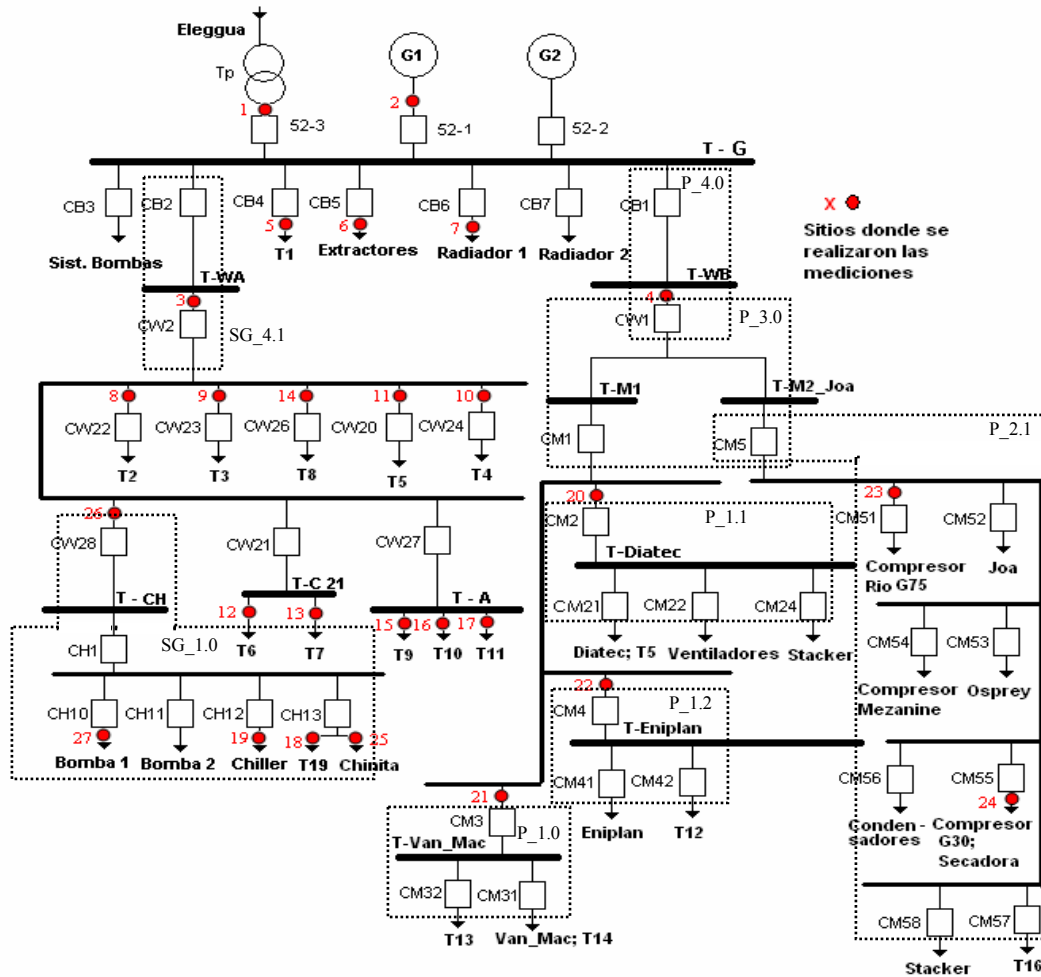 Eleggua
Tp
G1
G2
1
2
52-3
52-1
52-2
T - G
CB3
CB2
CB4
CB5
CB6
CB7
CB1
P_4.0
5
6
7
Sist. Bombas
T1
Extractores
Radiador 1
Radiador 2
X
Sitios donde se
realizaron las
mediciones
T-WA
T-WB
3
CW2
SG_4.1
4
CW1
P_3.0
T-M1
T-M2_Joa
CM1
CM5
P_2.1
8
9
14
11
10
CW22
CW23
CW26
CW20
CW24
T2
T3
T8
T5
T4
26
CW28
CW21
CW27
T - CH
T-C 21
T - A
12
13
15
16
17
T6
T7
T9
T10
T11
CH1
SG_1.0
CH10
CH11
CH12
CH13
27
19
18
25
Bomba 1
Bomba 2
Chiller
T19
Chinita
20
CM2
P_1.1
T-Diatec
CM21
CM22
CM24
Diatec; T5
Ventiladores
Stacker
22
CM4
P_1.2
T-Eniplan
CM41
CM42
Eniplan
T12
21
CM3
P_1.0
T-Van_Mac
CM32
CM31
T13
Van_Mac; T14
23
CM51
CM52
Compresor
Rio G75
Joa
CM54
CM53
Compresor
Mezanine
Osprey
CM56
CM55
24
Conden -
sadores
Compresor
G30;
Secadora
CM58
CM57
Stacker
T16